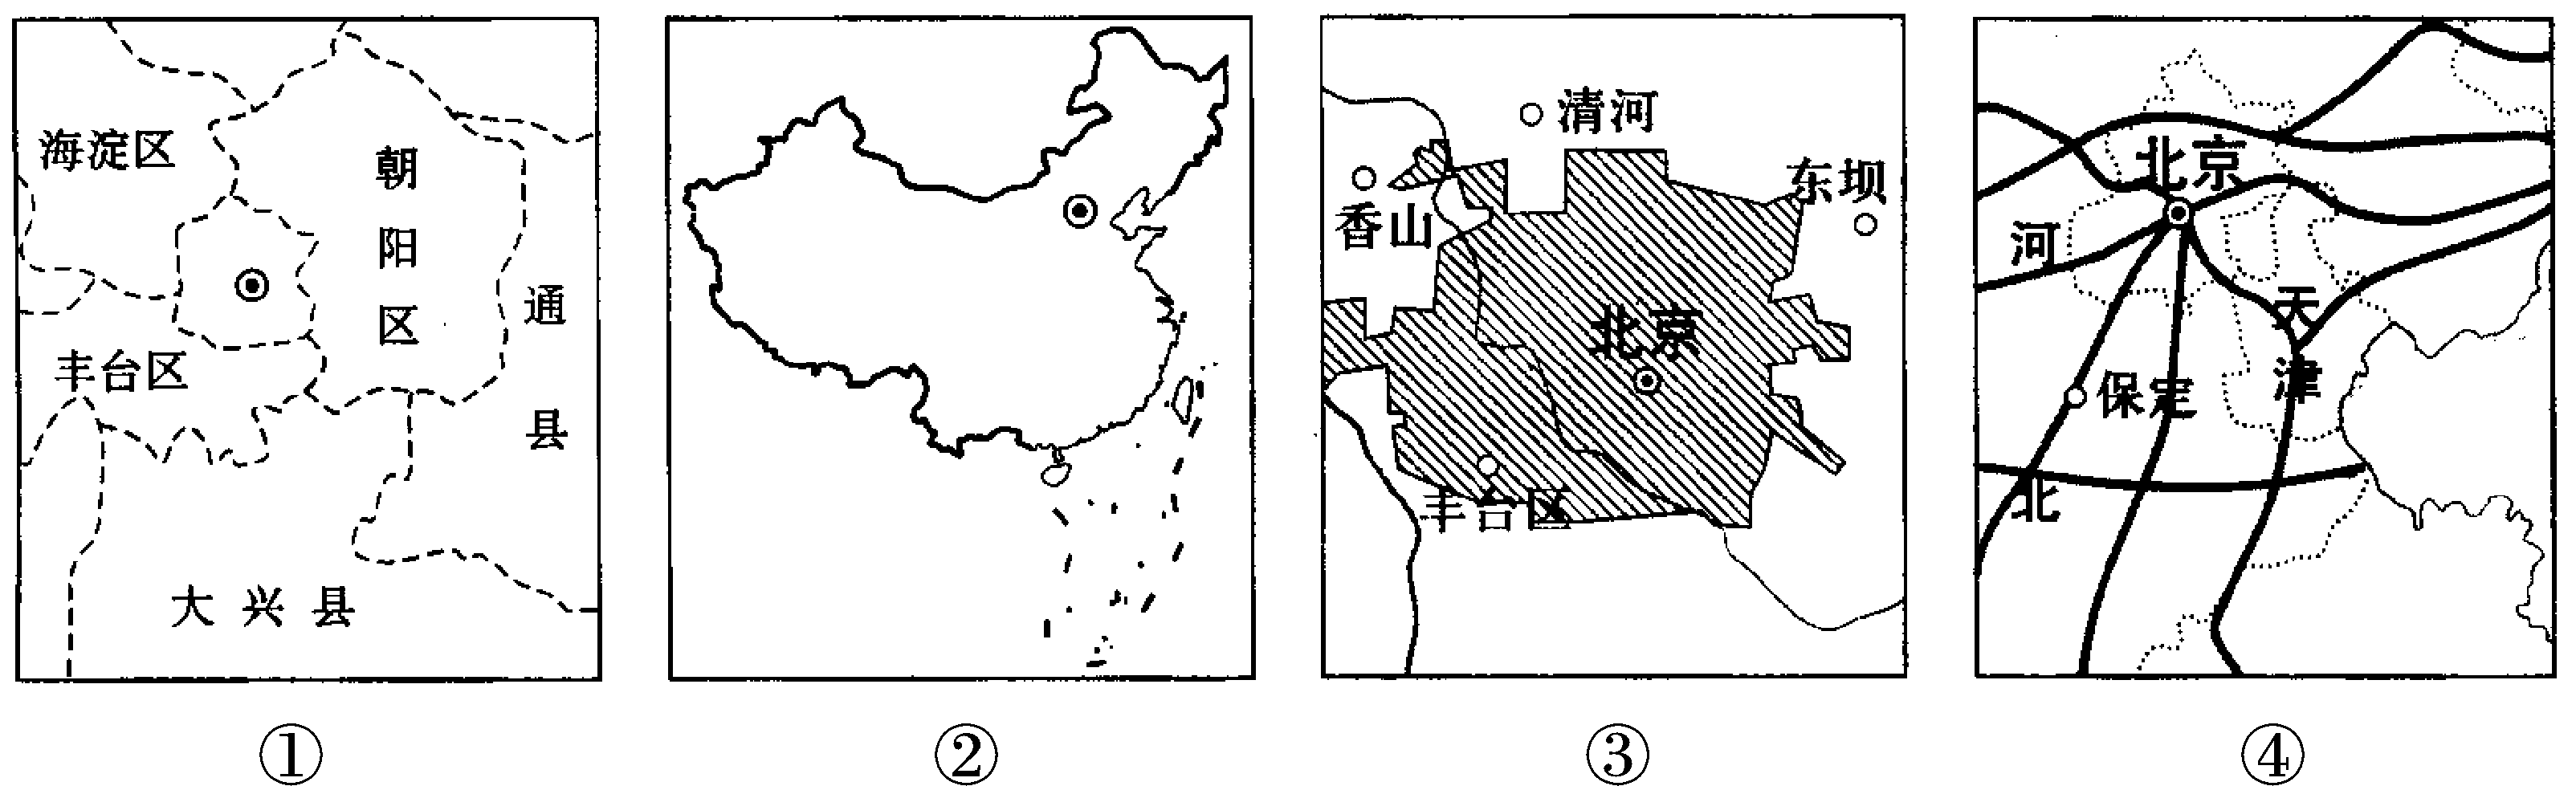 海淀区
朝阳区
通县
丰台区
大兴县
①
②
清河
东坝
香山
北京
丰台区
③
北京
河北
天津
保定
④